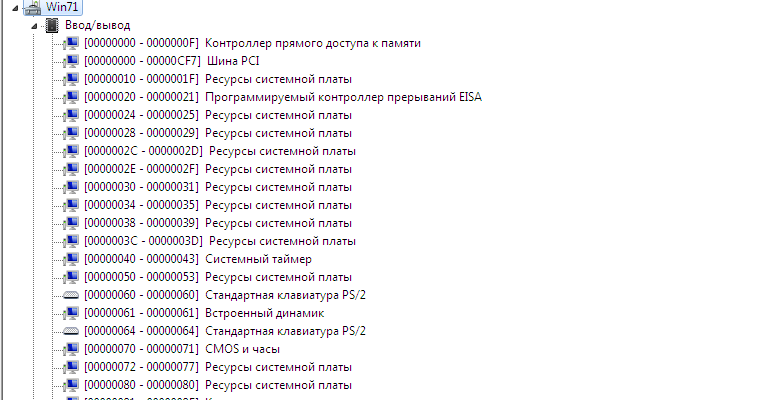 Win71
Ввод/вывод
[00000000 - 0000000F] Контроллер прямого доступа к памяти
[00000000 - 00000CF7] Шина PCI
[00000010 - 0000001F] Ресурсы системной платы
[00000020 - 00000021] Программируемый контроллер прерываний EISA
[00000024 - 00000025] Ресурсы системной платы
[00000028 - 00000029] Ресурсы системной платы
[0000002C - 0000002D] Ресурсы системной платы
[0000002E - 0000002F] Ресурсы системной платы
[00000030 - 00000031] Ресурсы системной платы
[00000034 - 00000035] Ресурсы системной платы
[00000038 - 00000039] Ресурсы системной платы
[0000003C - 0000003D] Ресурсы системной платы
[00000040 - 00000043] Системный таймер
[00000050 - 00000053] Ресурсы системной платы
[00000060 - 00000060] Стандартная клавиатура PS/2
[00000061 - 00000061] Встроенный динамик
[00000064 - 00000064] Стандартная клавиатура PS/2
[00000070 - 00000071] CMOS и часы
[00000072 - 00000077] Ресурсы системной платы
[00000080 - 00000080] Ресурсы системной платы